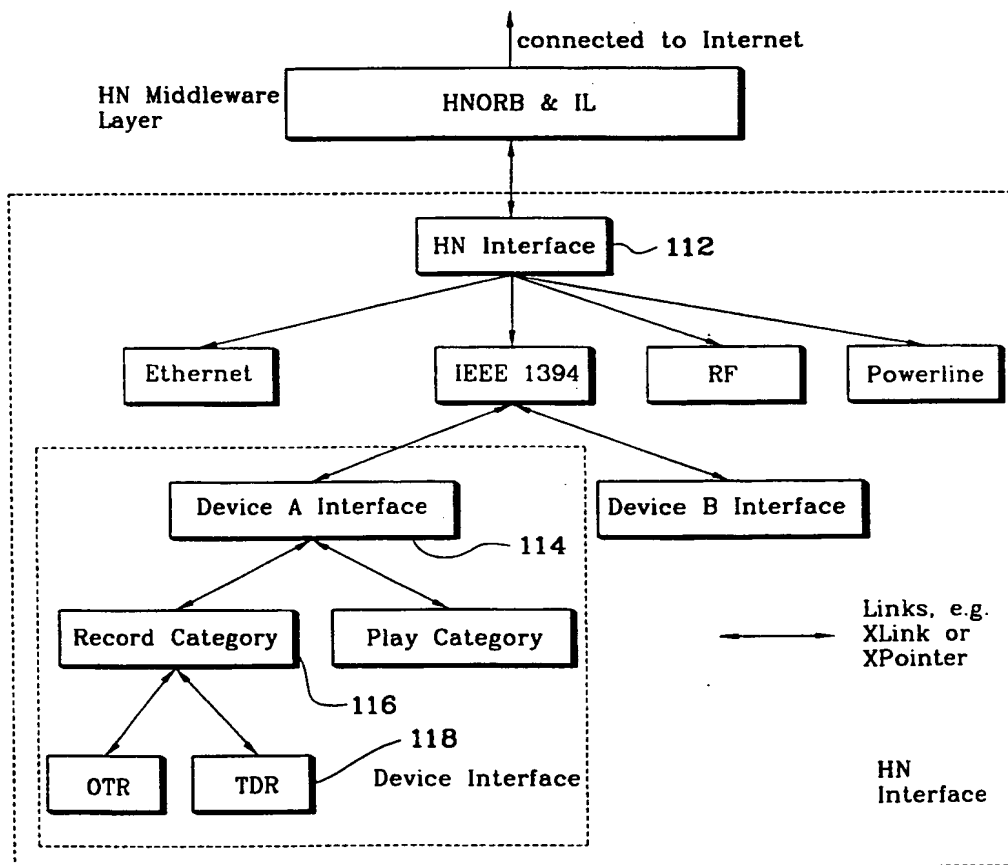 connected to Internet
HN Middleware
Layer
HNORB & IL
HN Interface
112
Ethernet
IEEE 1394
RF
Powerline
Device A Interface
Device B Interface
114
Record Category
Play Category
Links, e.g.
XLink or
XPointer
116
118
OTR
TDR
Device Interface
HN
Interface